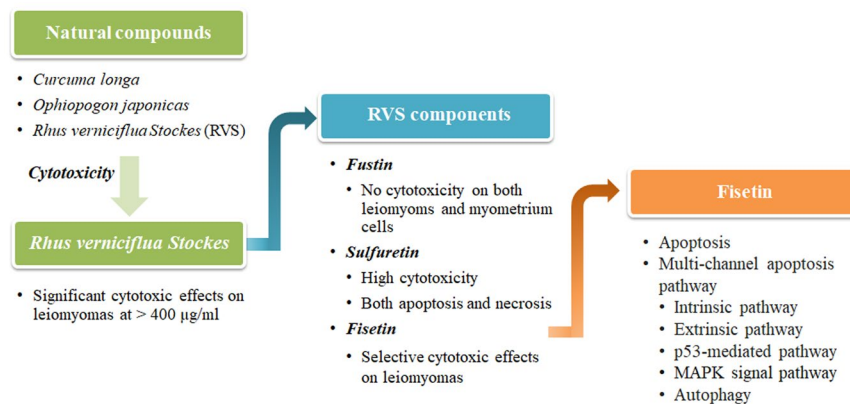 Natural compounds
• Curcuma longa
• Ophiopogon japonicas
• Rhus verniciflua Stockes (RVS)
Cytotoxicity
Rhus verniciflua Stockes
• Significant cytotoxic effects on
leiomyomas at > 400 μg/ml
RVS components
• Fustin
• No cytotoxicity on both
leiomyoms and myometrium
cells
• Sulfuretin
• High cytotoxicity
• Both apoptosis and necrosis
• Fisetin
• Selective cytotoxic effects
on leiomyomas
Fisetin
• Apoptosis
• Multi-channel apoptosis
pathway
• Intrinsic pathway
• Extrinsic pathway
• p53-mediated pathway
• MAPK signal pathway
• Autophagy